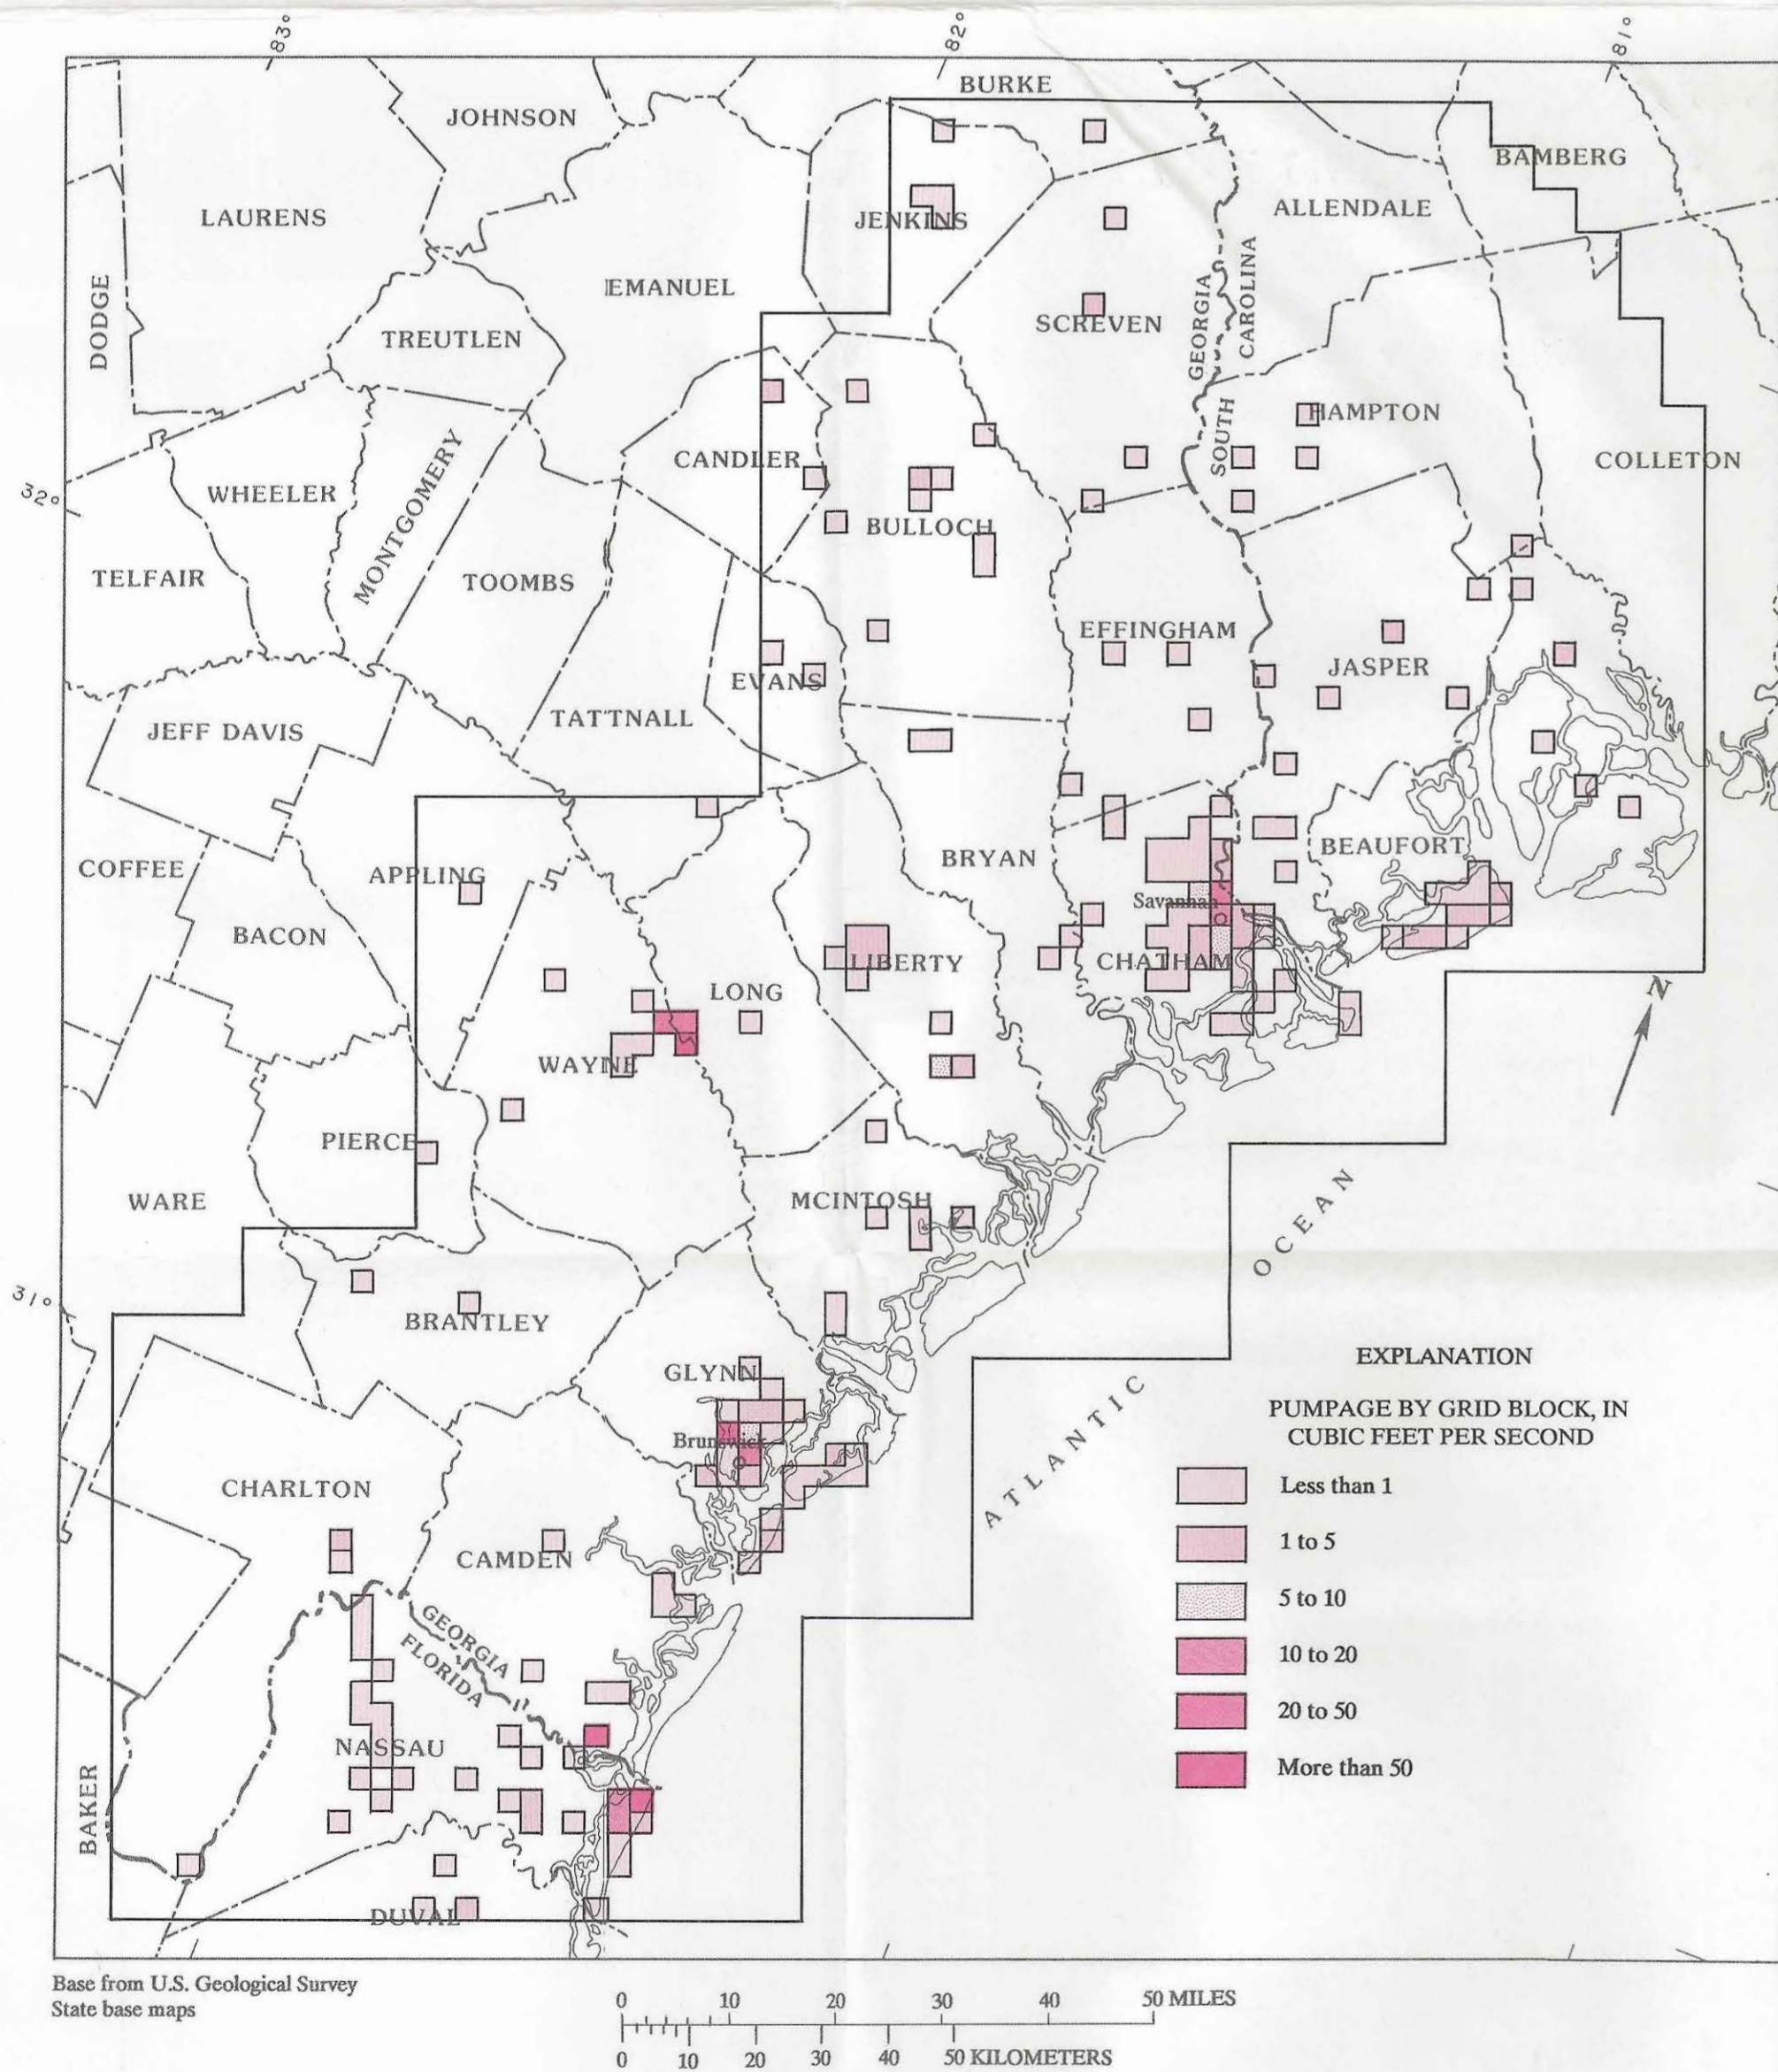 83°
82°
81°
BURKE
JOHNSON
BAMBERG
LAURENS
JENKINS
ALLENDALE
EMANUEL
DODGE
SCREVEN
GEORGIA
SOUTH CAROLINA
TREUTLEN
HAMPTON
CANDLER
COLLETON
32°
WHEELER
MONTGOMERY
BULLOCH
TELFAIR
TOOMBS
EFFINGHAM
JASPER
EVANS
TATTNALL
JEFF DAVIS
BEAUFORT
BRYAN
COFFEE
APPLING
Savannah
BACON
LIBERTY
CHATHAM
LONG
N
WAYNE
PIERCE
WARE
MCINTOSH
OCEAN
31°
BRANTLEY
GLYNN
ATLANTIC
Brunswick
CHARLTON
CAMDEN
GEORGIA
FLORIDA
NASSAU
BAKER
DUVAL
EXPLANATION
PUMPAGE BY GRID BLOCK, IN
CUBIC FEET PER SECOND
Less than 1
1 to 5
5 to 10
10 to 20
20 to 50
More than 50
Base from U.S. Geological Survey
State base maps
0 10 20 30 40 50 MILES
0 10 20 30 40 50 KILOMETERS